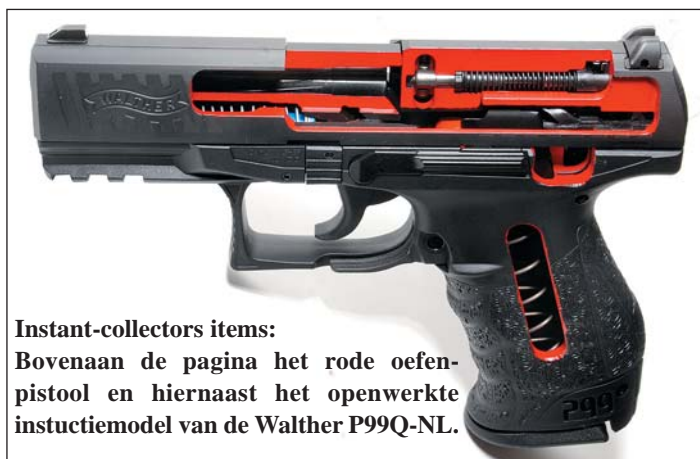 WALTHER
Instant-collectors items:
Bovenaan de pagina het rode oefen-
pistool en hiernaast het openwerkte
instuctiemodel van de Walther P99Q-NL.
P99Q